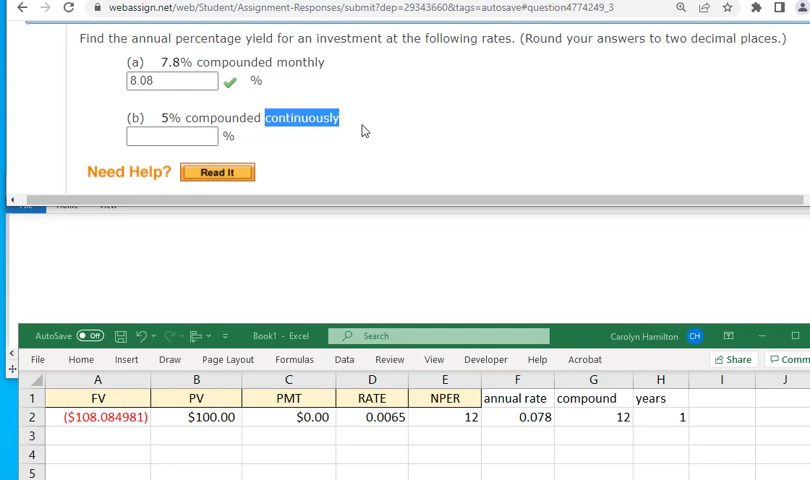 webassign.net/web/Student/Assignment-Responses/submit?dep=29343660&tags=autosave#question4774249_3
Find the annual percentage yield for an investment at the following rates. (Round your answers to two decimal places.)
(a) 7.8% compounded monthly
8.08 %
(b) 5% compounded continuously
%
Need Help? Read It
File Home View
AutoSave Off Book1 - Excel Search Carolyn Hamilton CH
File Home Insert Draw Page Layout Formulas Data Review View Developer Help Acrobat Share Comm
A B C D E F G H I J
1 FV PV PMT RATE NPER annual rate compound years
2 ($108.084981) $100.00 $0.00 0.0065 12 0.078 12 1
3
4
5